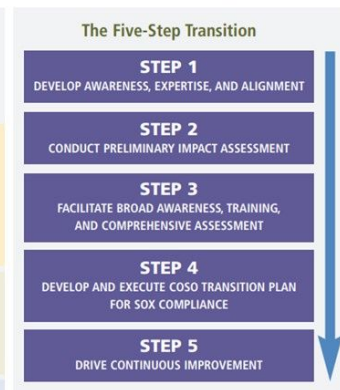 The Five-Step Transition
STEP 1
DEVELOP AWARENESS, EXPERTISE, AND ALIGNMENT
STEP 2
CONDUCT PRELIMINARY IMPACT ASSESSMENT
STEP 3
FACILITATE BROAD AWARENESS, TRAINING,
AND COMPREHENSIVE ASSESSMENT
STEP 4
DEVELOP AND EXECUTE COSO TRANSITION PLAN
FOR SOX COMPLIANCE
STEP 5
DRIVE CONTINUOUS IMPROVEMENT